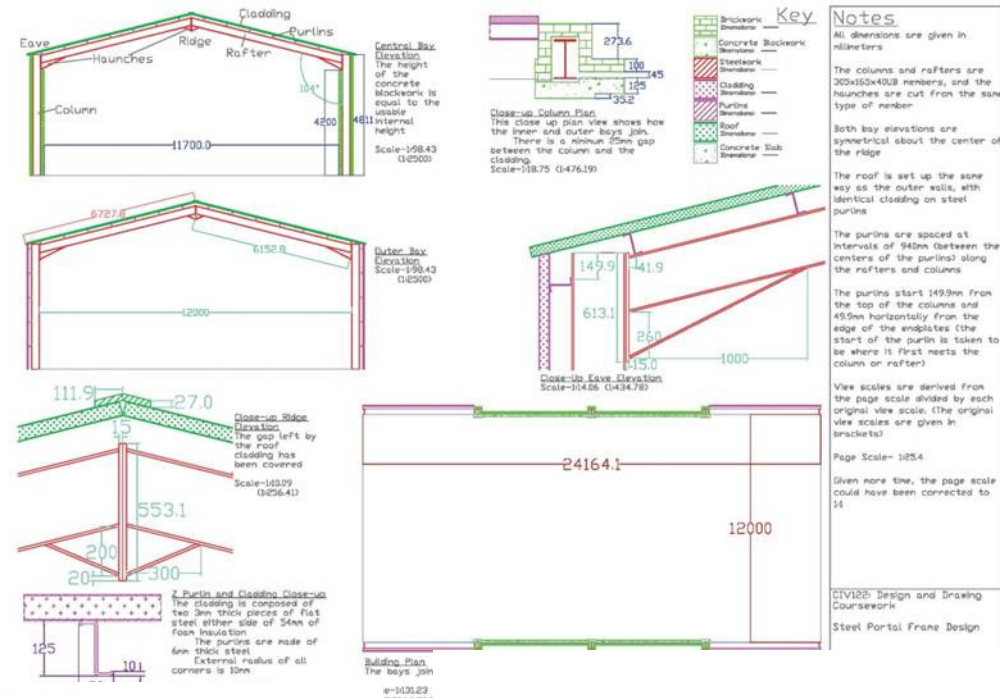 Cladding
Purlins
Eave
Ridge
Rafter
Haunches
Column
104°
4200
4811
11700.0
Central Bay
Elevation
The height
of the
concrete
blockwork is
equal to the
usable
internal
height
Scale-1:98.43
(1:2500)
273.6
100
45
125
35.2
Close-up Column Plan
This close up plan view shows how
the inner and outer bays join.
There is a minimum 25mm gap
between the column and the
cladding.
Scale-1:18.75 (1:476.19)
Key
Brickwork
Dimensions
Concrete Blockwork
Dimensions
Steelwork
Dimensions
Cladding
Dimensions
Purlins
Dimensions
Roof
Dimensions
Concrete Slab
Notes
All dimensions are given in
millimeters
The columns and rafters are
305x165x40UB members, and the
haunches are cut from the same
type of member
Both bay elevations are
symmetrical about the center of
the ridge
The roof is set up the same
way as the outer walls, with
identical cladding on steel
purlins
The purlins are spaced at
intervals of 940mm (between the
centers of the purlins) along
the rafters and columns
The purlins start 149.9mm from
the top of the columns and
49.9mm horizontally from the
edge of the endplates (the
start of the purlin is taken to
be where it first meets the
column or rafter)
View scales are derived from
the page scale divided by each
original view scale. (The original
view scales are given in
brackets)
Page Scale- 1:25.4
Given more time, the page scale
could have been corrected to
1:1
6727.8
6152.8
12000
Outer Bay
Elevation
Scale-1:98.43
(1:2500)
149.9
41.9
613.1
260
15.0
1000
Close-Up Eave Elevation
Scale-1:14.06 (1:434.78)
111.9
27.0
15
553.1
200
20
300
Close-up Ridge
Elevation
The gap left by
the roof
cladding has
been covered
Scale-1:10.09
(1:256.41)
24164.1
12000
Z Purlin and Cladding Close-up
The cladding is composed of
two 3mm thick pieces of flat
steel either side of 54mm of
foam insulation
The purlins are made of
6mm thick steel
External radius of all
corners is 10mm
125
10
Building Plan
The bays join
e-1:131.23
CIV122: Design and Drawing
Coursework
Steel Portal Frame Design